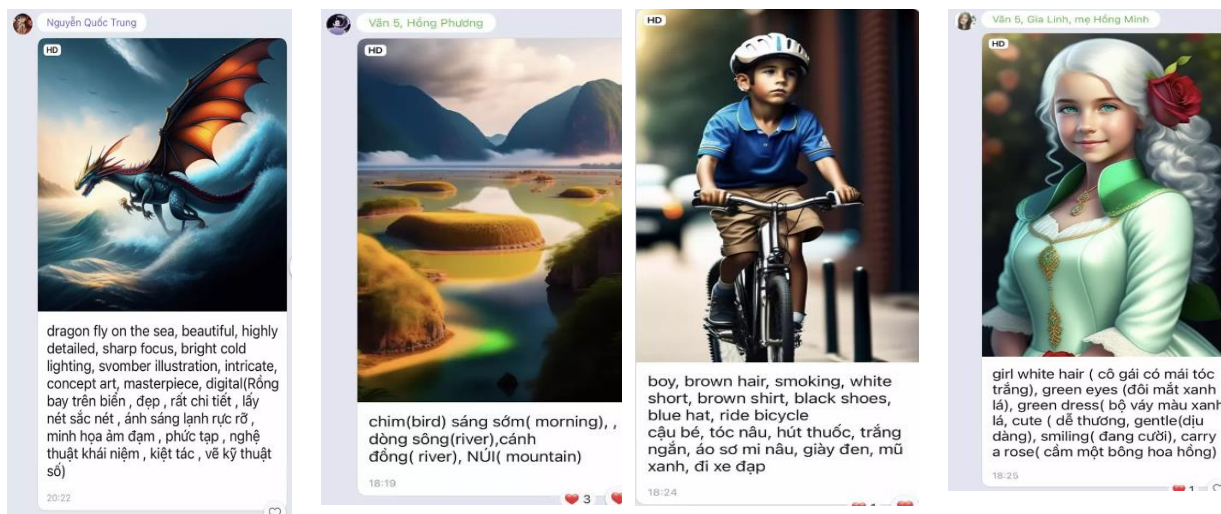 Nguyễn Quốc Trung
HD
dragon fly on the sea, beautiful, highly
detailed, sharp focus, bright cold
lighting, svomber illustration, intricate,
concept art, masterpiece, digital(Rồng
bay trên biển , đẹp , rất chi tiết , lấy
nét sắc nét , ánh sáng lạnh rực rỡ ,
minh họa ảm đạm , phức tạp , nghệ
thuật khái niệm , kiệt tác , vẽ kỹ thuật
số)
20:22
Văn 5, Hồng Phương
HD
chim(bird) sáng sớm( morning), ,
dòng sông(river),cánh
đồng( river), NÚI( mountain)
18:19
3
HD
boy, brown hair, smoking, white
short, brown shirt, black shoes,
blue hat, ride bicycle
cậu bé, tóc nâu, hút thuốc, trắng
ngắn, áo sơ mi nâu, giày đen, mũ
xanh, đi xe đạp
18:24
Văn 5, Gia Linh, mẹ Hồng Minh
HD
girl white hair ( cô gái có mái tóc
trắng), green eyes (đôi mắt xanh
lá), green dress( bộ váy màu xanh
lá, cute ( dễ thương, gentle(dịu
dàng), smiling( đang cười), carry
a rose( cầm một bông hoa hồng)
18:25
1